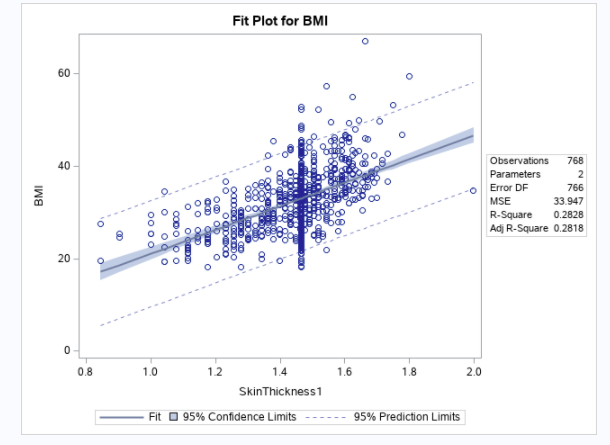 Fit Plot for BMI
60
40
20
0
BMI
0.8 1.0 1.2 1.4 1.6 1.8 2.0
SkinThickness1
Observations 768
Parameters 2
Error DF 766
MSE 33.947
R-Square 0.2828
Adj R-Square 0.2818
Fit 95% Confidence Limits 95% Prediction Limits